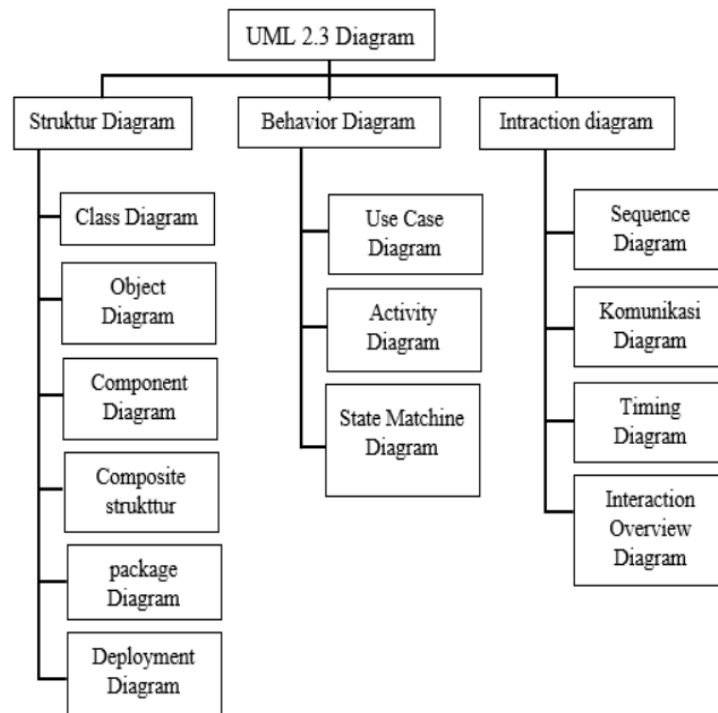 UML 2.3 Diagram
Struktur Diagram
Behavior Diagram
Intraction diagram
Class Diagram
Object
Diagram
Component
Diagram
Composite
strukttur
package
Diagram
Deployment
Diagram
Use Case
Diagram
Activity
Diagram
State Matchine
Diagram
Sequence
Diagram
Komunikasi
Diagram
Timing
Diagram
Interaction
Overview
Diagram